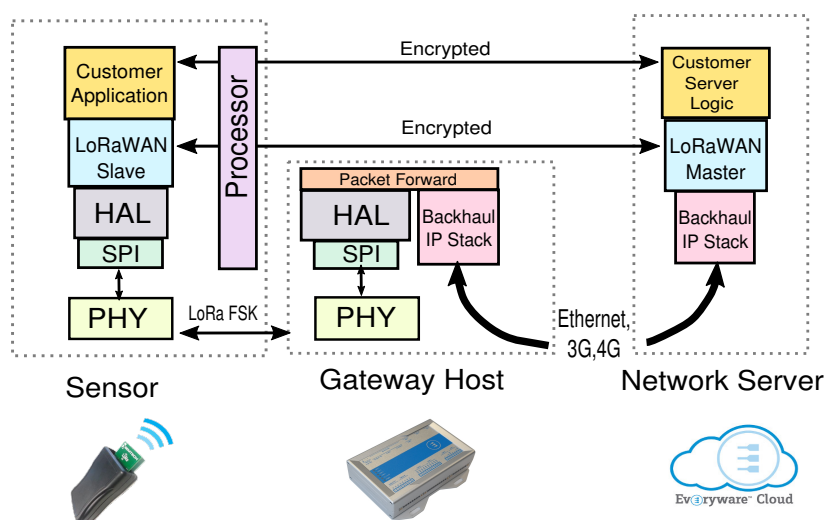 Encrypted
Customer
Application
Customer
Server
Logic
Processor
Encrypted
LoRaWAN
Slave
LoRaWAN
Master
Packet Forward
HAL
HAL
Backhaul
IP Stack
Backhaul
IP Stack
SPI
SPI
PHY
LoRa FSK
PHY
Ethernet,
3G,4G
Sensor
Gateway Host
Network Server
Everyware™ Cloud